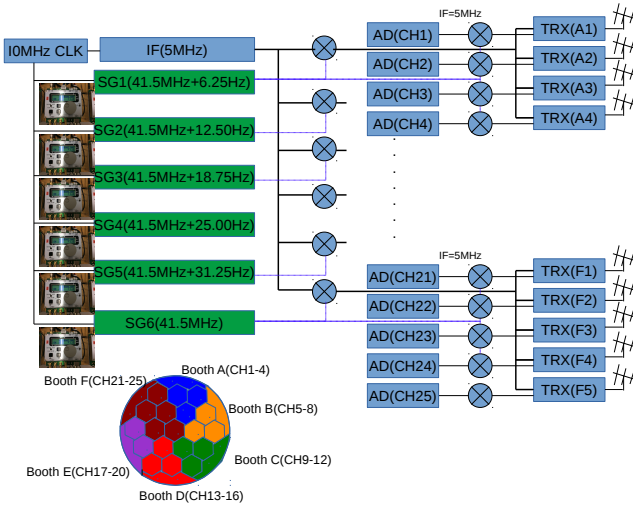 I0MHz CLK
IF(5MHz)
SG1(41.5MHz+6.25Hz)
SG2(41.5MHz+12.50Hz)
SG3(41.5MHz+18.75Hz)
SG4(41.5MHz+25.00Hz)
SG5(41.5MHz+31.25Hz)
SG6(41.5MHz)
IF=5MHz
AD(CH1)
AD(CH2)
AD(CH3)
AD(CH4)
TRX(A1)
TRX(A2)
TRX(A3)
TRX(A4)
IF=5MHz
AD(CH21)
AD(CH22)
AD(CH23)
AD(CH24)
AD(CH25)
TRX(F1)
TRX(F2)
TRX(F3)
TRX(F4)
TRX(F5)
Booth A(CH1-4)
Booth F(CH21-25)
Booth B(CH5-8)
Booth C(CH9-12)
Booth E(CH17-20)
Booth D(CH13-16)